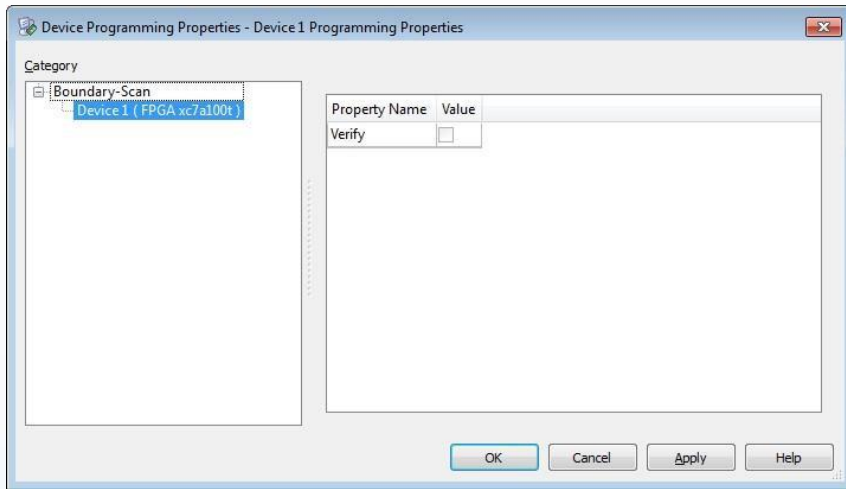 Device Programming Properties - Device 1 Programming Properties
Category
Boundary-Scan
Device 1 ( FPGA xc7a100t )
Property Name Value
Verify
OK Cancel Apply Help